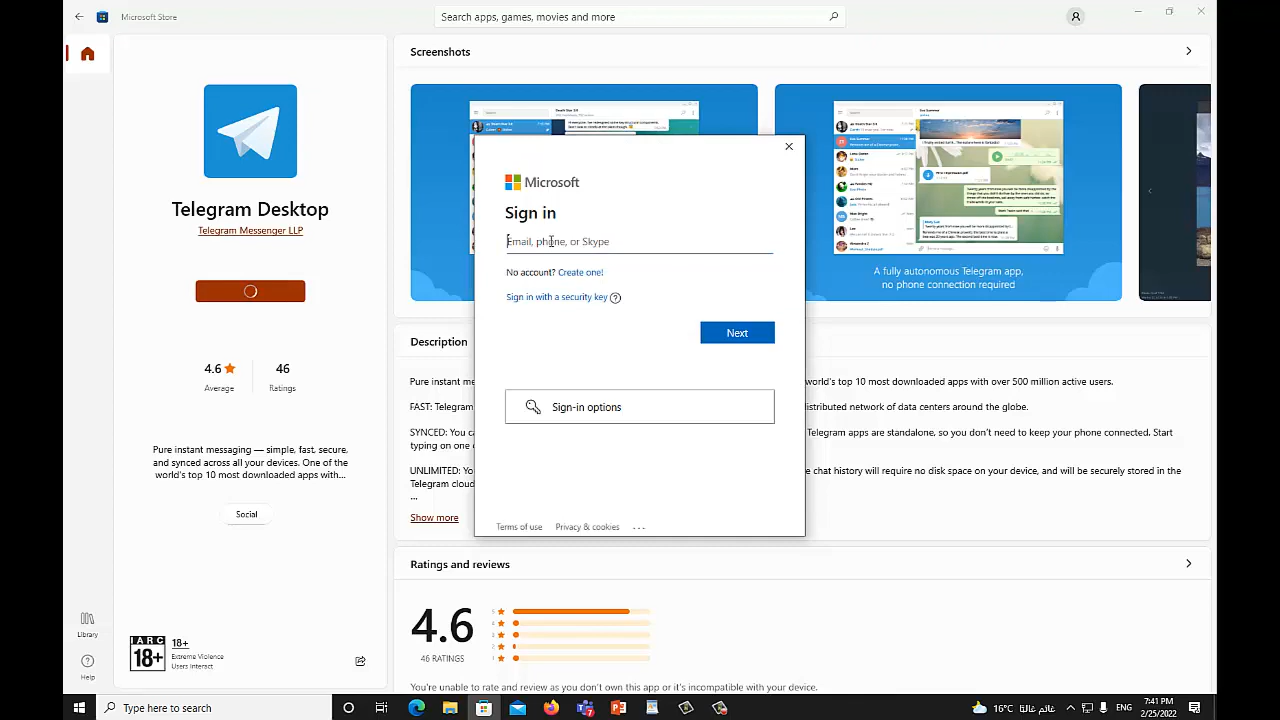 Microsoft Store
Search apps, games, movies and more
Telegram Desktop
Telegram Messenger LLP
4.6
Average
46
Ratings
Pure instant messaging — simple, fast, secure,
and synced across all your devices. One of the
world's top 10 most downloaded apps with...
Social
IARC
18+
18+
Extreme Violence
Users Interact
Library
Help
Screenshots
A fully autonomous Telegram app,
no phone connection required
Microsoft
Sign in
Email, phone, or Skype
No account? Create one!
Sign in with a security key
Next
Sign-in options
Terms of use Privacy & cookies ...
Description
Pure instant me world's top 10 most downloaded apps with over 500 million active users.
FAST: Telegram distributed network of data centers around the globe.
SYNCED: You ca Telegram apps are standalone, so you don't need to keep your phone connected. Start
typing on one
UNLIMITED: Yo e chat history will require no disk space on your device, and will be securely stored in the
Telegram cloud
...
Show more
Ratings and reviews
4.6
46 RATINGS
5
4
3
2
1
You're unable to rate and review as you don't own this app or it's incompatible with your device.
Type here to search
16°C غائم غالبًا
ENG
7:41 PM
2/25/2022